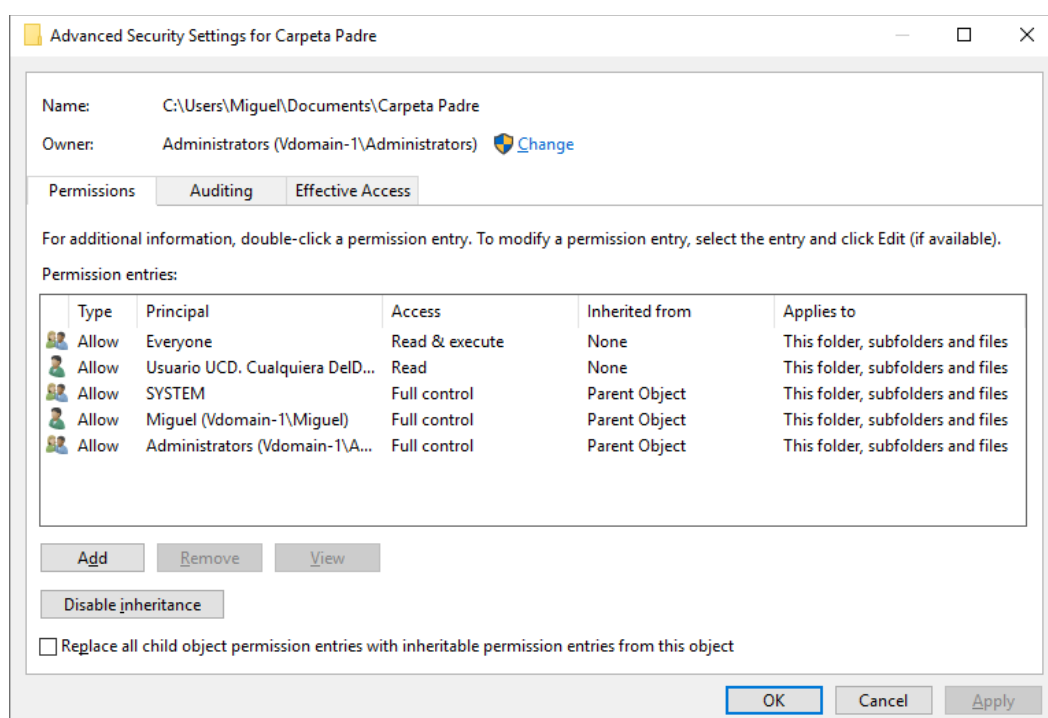 Advanced Security Settings for Carpeta Padre
Name: C:\Users\Miguel\Documents\Carpeta Padre
Owner: Administrators (Vdomain-1\Administrators) Change
Permissions Auditing Effective Access
For additional information, double-click a permission entry. To modify a permission entry, select the entry and click Edit (if available).
Permission entries:
Type Principal Access Inherited from Applies to
Allow Everyone Read & execute None This folder, subfolders and files
Allow Usuario UCD. Cualquiera DelD... Read None This folder, subfolders and files
Allow SYSTEM Full control Parent Object This folder, subfolders and files
Allow Miguel (Vdomain-1\Miguel) Full control Parent Object This folder, subfolders and files
Allow Administrators (Vdomain-1\A... Full control Parent Object This folder, subfolders and files
Add Remove View
Disable inheritance
Replace all child object permission entries with inheritable permission entries from this object
OK Cancel Apply